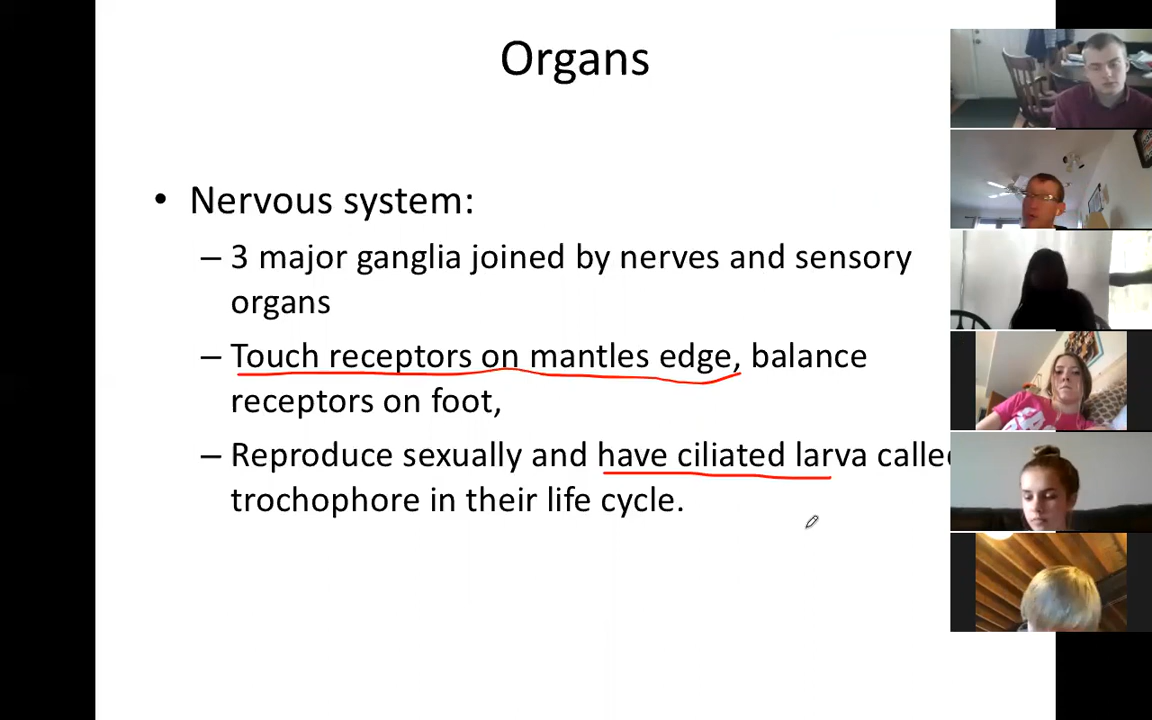 Organs
• Nervous system:
– 3 major ganglia joined by nerves and sensory
organs
– Touch receptors on mantles edge, balance
receptors on foot,
– Reproduce sexually and have ciliated larva calle
trochophore in their life cycle.